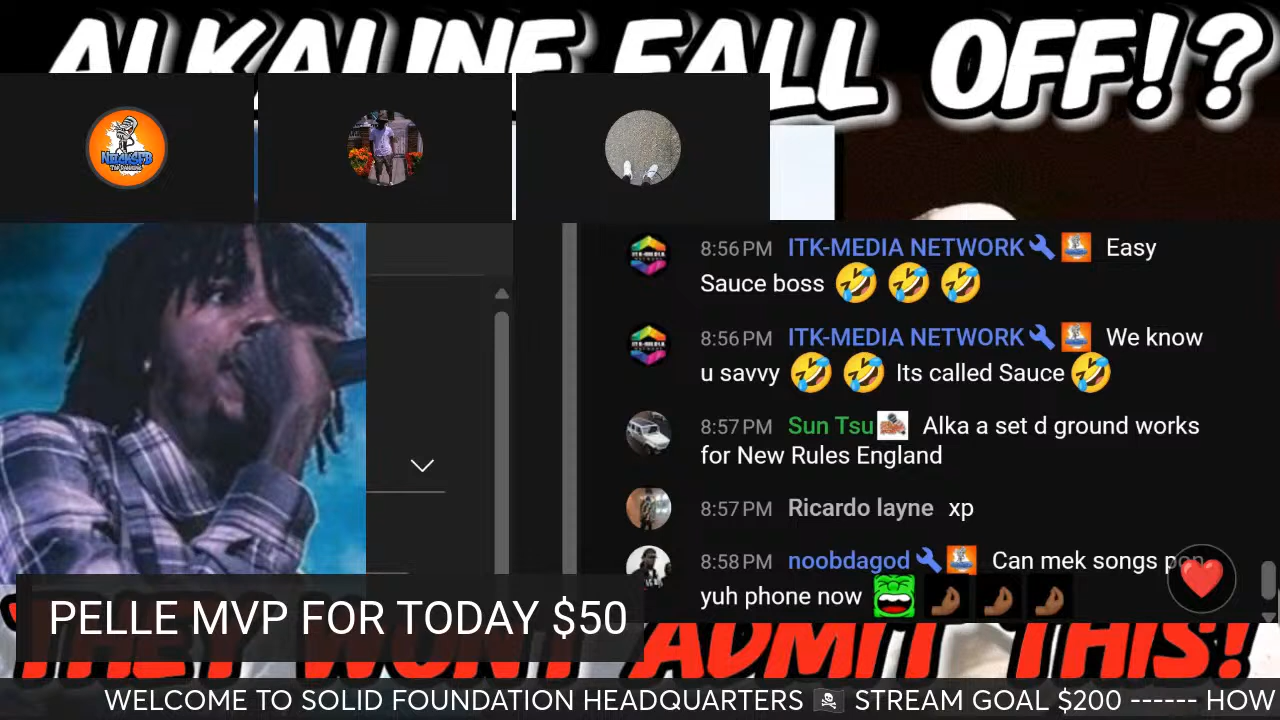 ALKALINE FALL OFF!?
8:56 PM ITK-MEDIA NETWORK Easy
Sauce boss 🤣 🤣 🤣
8:56 PM ITK-MEDIA NETWORK We know
u savvy 🤣 🤣 Its called Sauce 🤣
8:57 PM Sun Tsu Alka a set d ground works
for New Rules England
8:57 PM Ricardo layne xp
8:58 PM noobdagod Can mek songs pon
yuh phone now
PELLE MVP FOR TODAY $50
THEY WONT ADMIT THIS!
WELCOME TO SOLID FOUNDATION HEADQUARTERS ☠ STREAM GOAL $200 ------ HOW